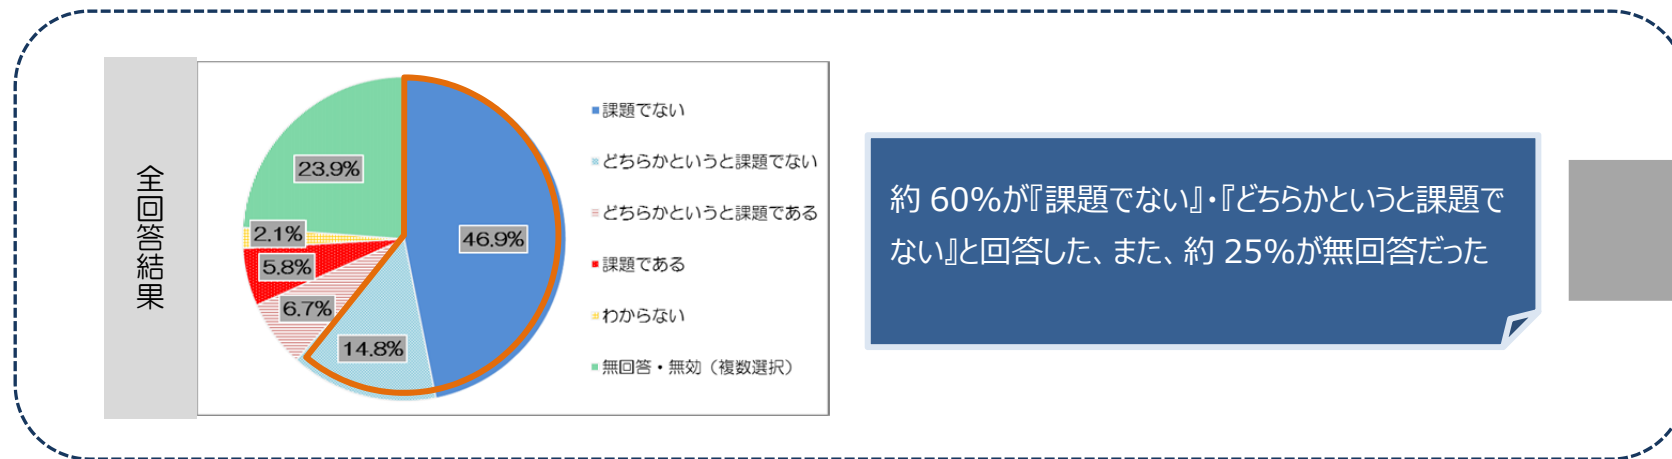 全回答結果
課題でない
どちらかというと課題でない
どちらかというと課題である
課題である
わからない
無回答・無効（複数選択）
23.9%
2.1%
5.8%
6.7%
14.8%
46.9%
約 60%が『課題でない』・『どちらかというと課題で
ない』と回答した、また、約 25%が無回答だった